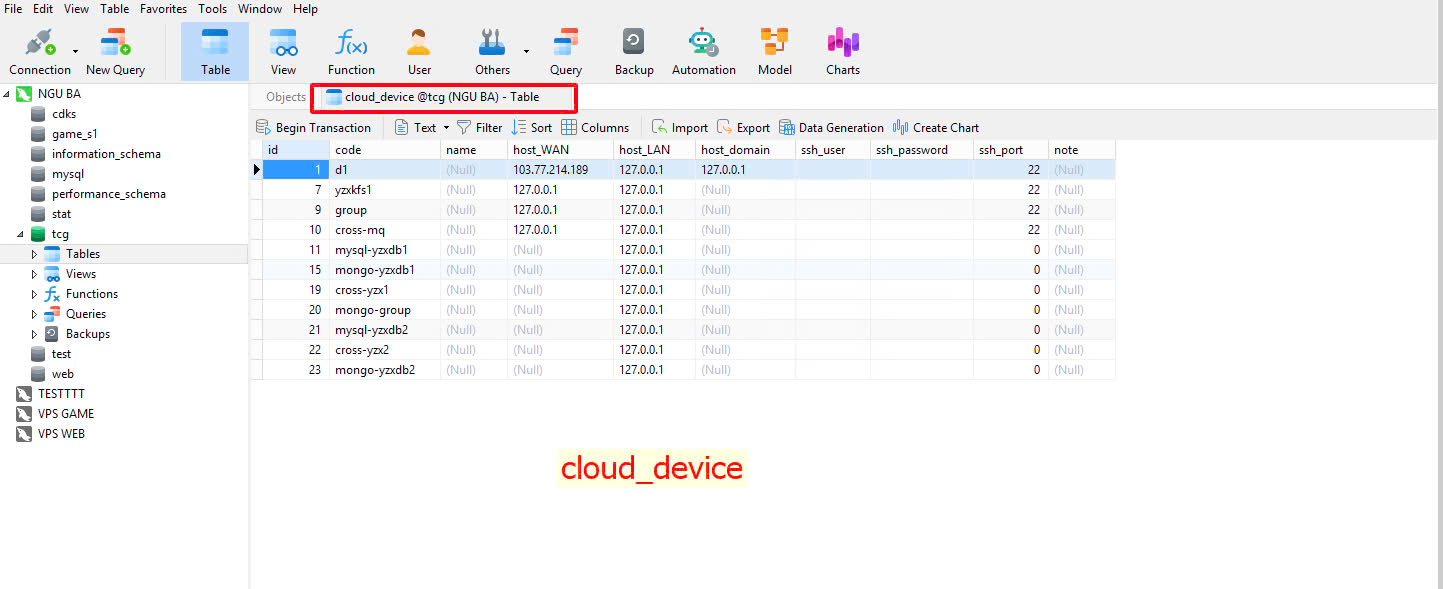 File Edit View Table Favorites Tools Window Help
Connection New Query Table View Function User Others Query Backup Automation Model Charts
NGU BA
cdks
game_s1
information_schema
mysql
performance_schema
stat
tcg
Tables
Views
Functions
Queries
Backups
test
web
TESTTTT
VPS GAME
VPS WEB
Objects cloud_device @tcg (NGU BA) - Table
Begin Transaction Text Filter Sort Columns Import Export Data Generation Create Chart
id code name host_WAN host_LAN host_domain ssh_user ssh_password ssh_port note
1 d1 (Null) 103.77.214.189 127.0.0.1 127.0.0.1 22 (Null)
7 yzxkfs1 (Null) 127.0.0.1 127.0.0.1 (Null) 22 (Null)
9 group (Null) 127.0.0.1 127.0.0.1 (Null) 22 (Null)
10 cross-mq (Null) 127.0.0.1 127.0.0.1 (Null) 22 (Null)
11 mysql-yzxdb1 (Null) (Null) 127.0.0.1 (Null) 0 (Null)
15 mongo-yzxdb1 (Null) (Null) 127.0.0.1 (Null) 0 (Null)
19 cross-yzx1 (Null) (Null) 127.0.0.1 (Null) 0 (Null)
20 mongo-group (Null) (Null) 127.0.0.1 (Null) 0 (Null)
21 mysql-yzxdb2 (Null) (Null) 127.0.0.1 (Null) 0 (Null)
22 cross-yzx2 (Null) (Null) 127.0.0.1 (Null) 0 (Null)
23 mongo-yzxdb2 (Null) (Null) 127.0.0.1 (Null) 0 (Null)
cloud_device